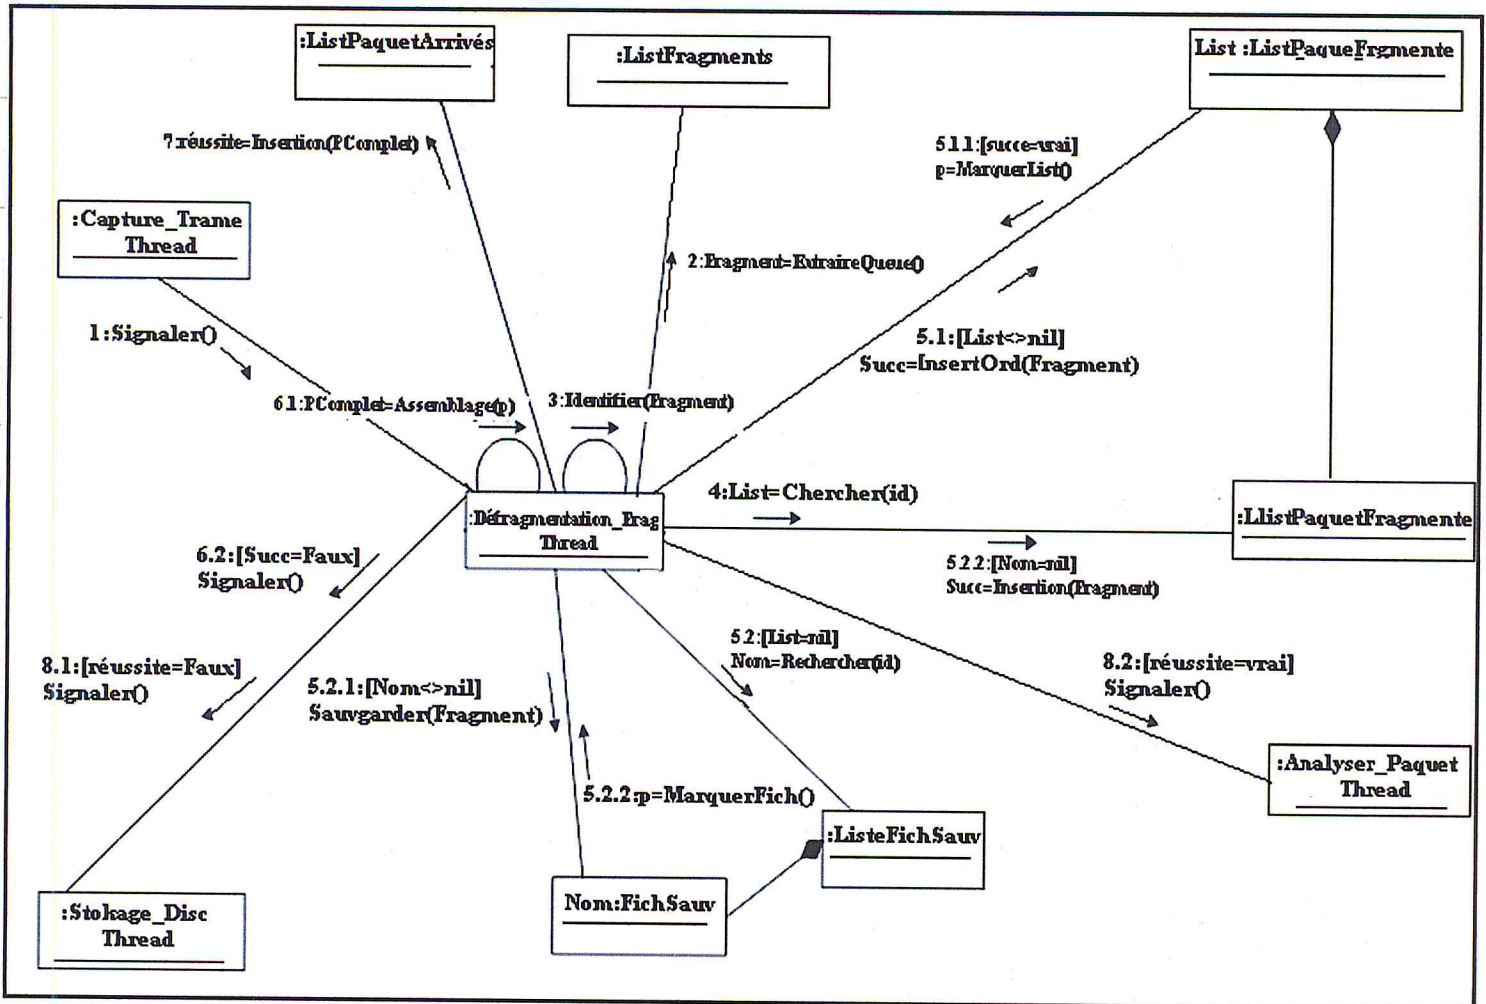 :ListPaquetArrivés
:ListFragments
List :ListPaqueFrgmente
7:réussite=Insertion(PComplet)
5.1.1:[succe=vrai]
p=MarquerList()
:Capture_Trame
Thread
2:Fragment=ExtraireQueue()
1:Signaler()
5.1:[List<>nil]
Succ=InsertOrd(Fragment)
6.1:PComplet=Assemblage(p)
3:Identifier(Fragment)
4:List=Chercher(id)
:Défragmentation_Frag
Thread
:LlistPaquetFragmente
6.2:[Succ=Faux]
Signaler()
5.2.2:[Nom=nil]
Succ=Insertion(Fragment)
5.2:[List=nil]
Nom=Rechercher(id)
8.1:[réussite=Faux]
Signaler()
5.2.1:[Nom<>nil]
Sauvgarder(Fragment)
8.2:[réussite=vrai]
Signaler()
:Analyser_Paquet
Thread
5.2.2:p=MarquerFich()
:ListeFichSauv
Nom:FichSauv
:Stokage_Disc
Thread